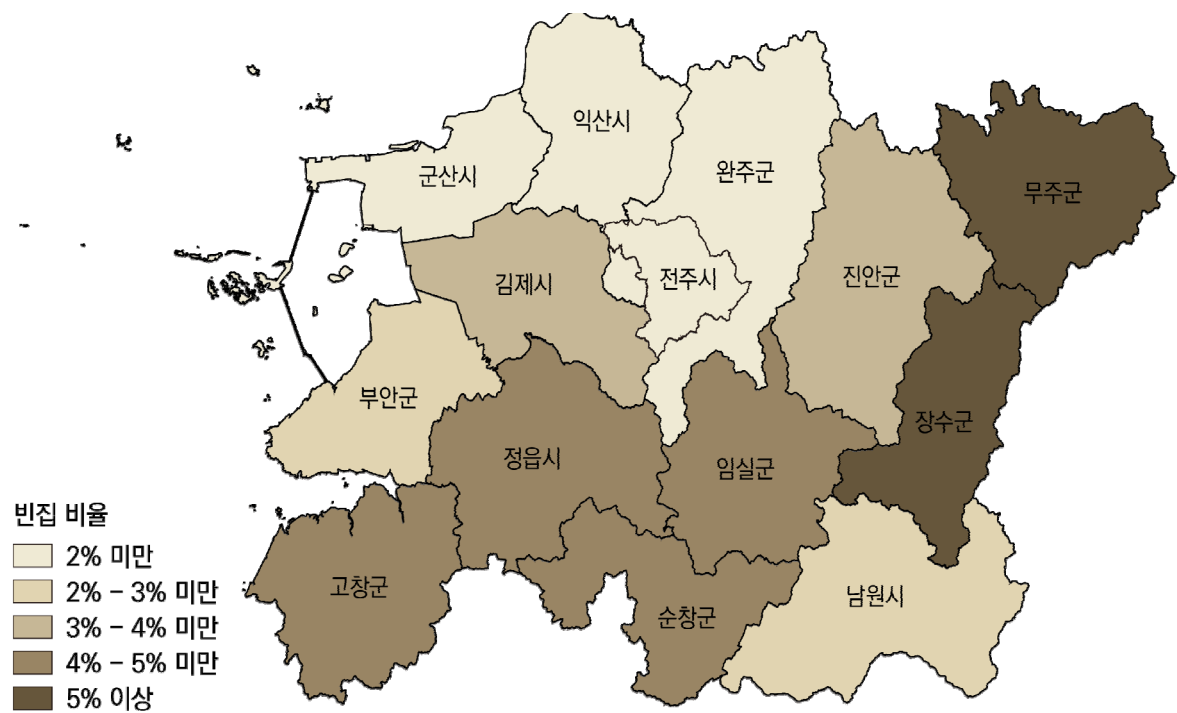 익산시
완주군
군산시
무주군
전주시
진안군
김제시
부안군
장수군
정읍시
임실군
고창군
남원시
순창군
빈집 비율
2% 미만
2% - 3% 미만
3% - 4% 미만
4% - 5% 미만
5% 이상